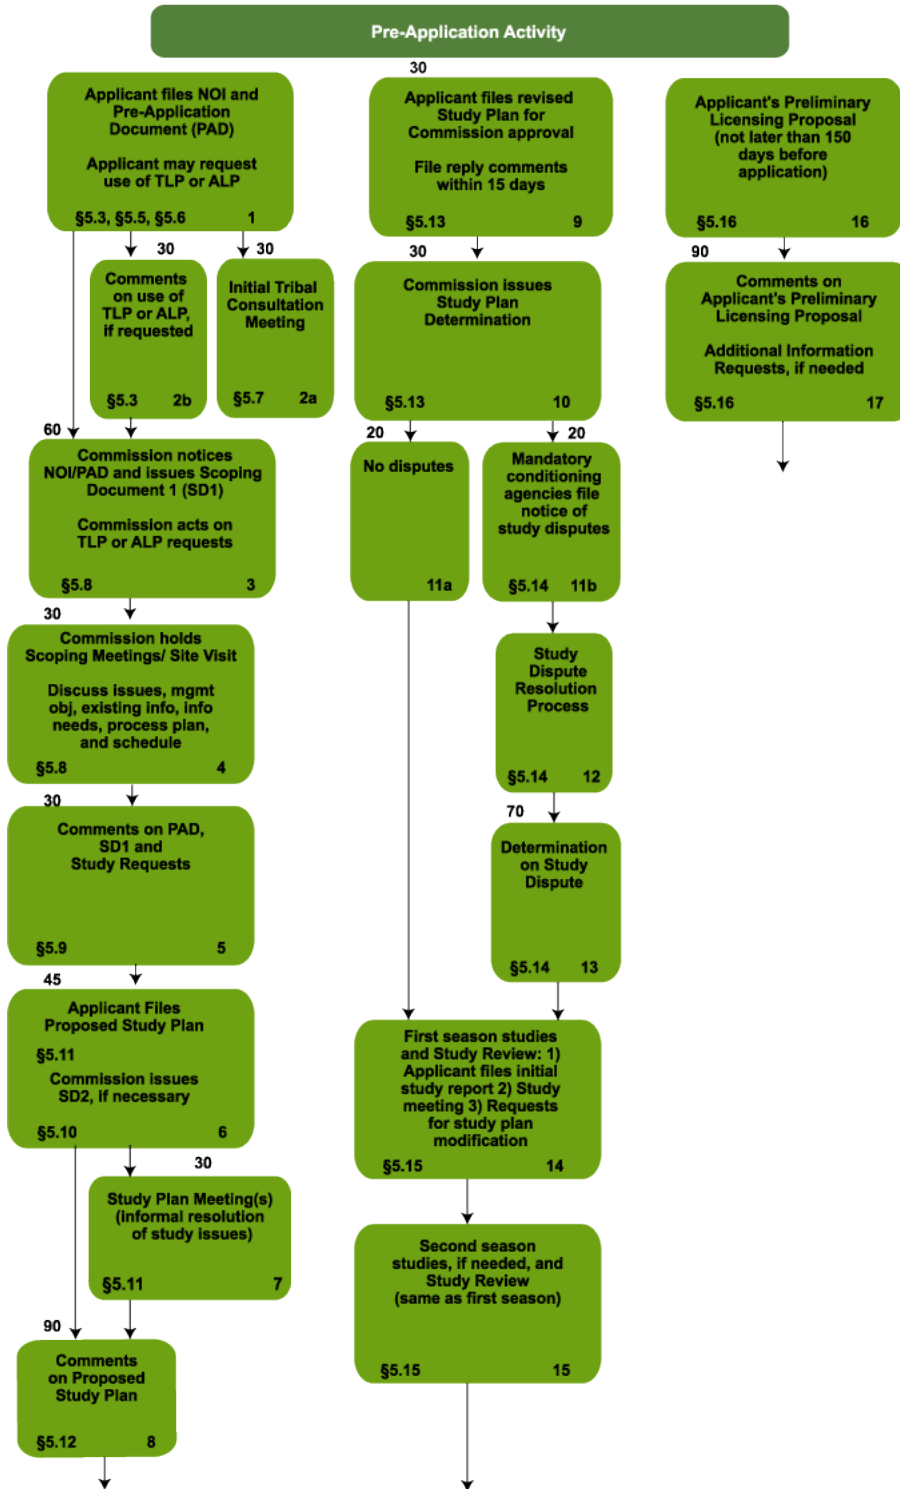 Pre-Application Activity
Applicant files NOI and
Pre-Application
Document (PAD)
Applicant may request
use of TLP or ALP
§5.3, §5.5, §5.6 1
30
Comments
on use of
TLP or ALP,
if requested
§5.3 2b
30
Initial Tribal
Consultation
Meeting
§5.7 2a
60
Commission notices
NOI/PAD and issues Scoping
Document 1 (SD1)
Commission acts on
TLP or ALP requests
§5.8 3
30
Commission holds
Scoping Meetings/ Site Visit
Discuss issues, mgmt
obj, existing info, info
needs, process plan,
and schedule
§5.8 4
30
Comments on PAD,
SD1 and
Study Requests
§5.9 5
45
Applicant Files
Proposed Study Plan
§5.11
Commission issues
SD2, if necessary
§5.10 6
30
Study Plan Meeting(s)
(informal resolution
of study issues)
§5.11 7
90
Comments
on Proposed
Study Plan
§5.12 8
30
Applicant files revised
Study Plan for
Commission approval
File reply comments
within 15 days
§5.13 9
30
Commission issues
Study Plan
Determination
§5.13 10
20
No disputes
11a
20
Mandatory
conditioning
agencies file
notice of
study disputes
§5.14 11b
Study
Dispute
Resolution
Process
§5.14 12
70
Determination
on Study
Dispute
§5.14 13
First season studies
and Study Review: 1)
Applicant files initial
study report 2) Study
meeting 3) Requests
for study plan
modification
§5.15 14
Second season
studies, if needed, and
Study Review
(same as first season)
§5.15 15
Applicant's Preliminary
Licensing Proposal
(not later than 150
days before
application)
§5.16 16
90
Comments on
Applicant's Preliminary
Licensing Proposal
Additional Information
Requests, if needed
§5.16 17